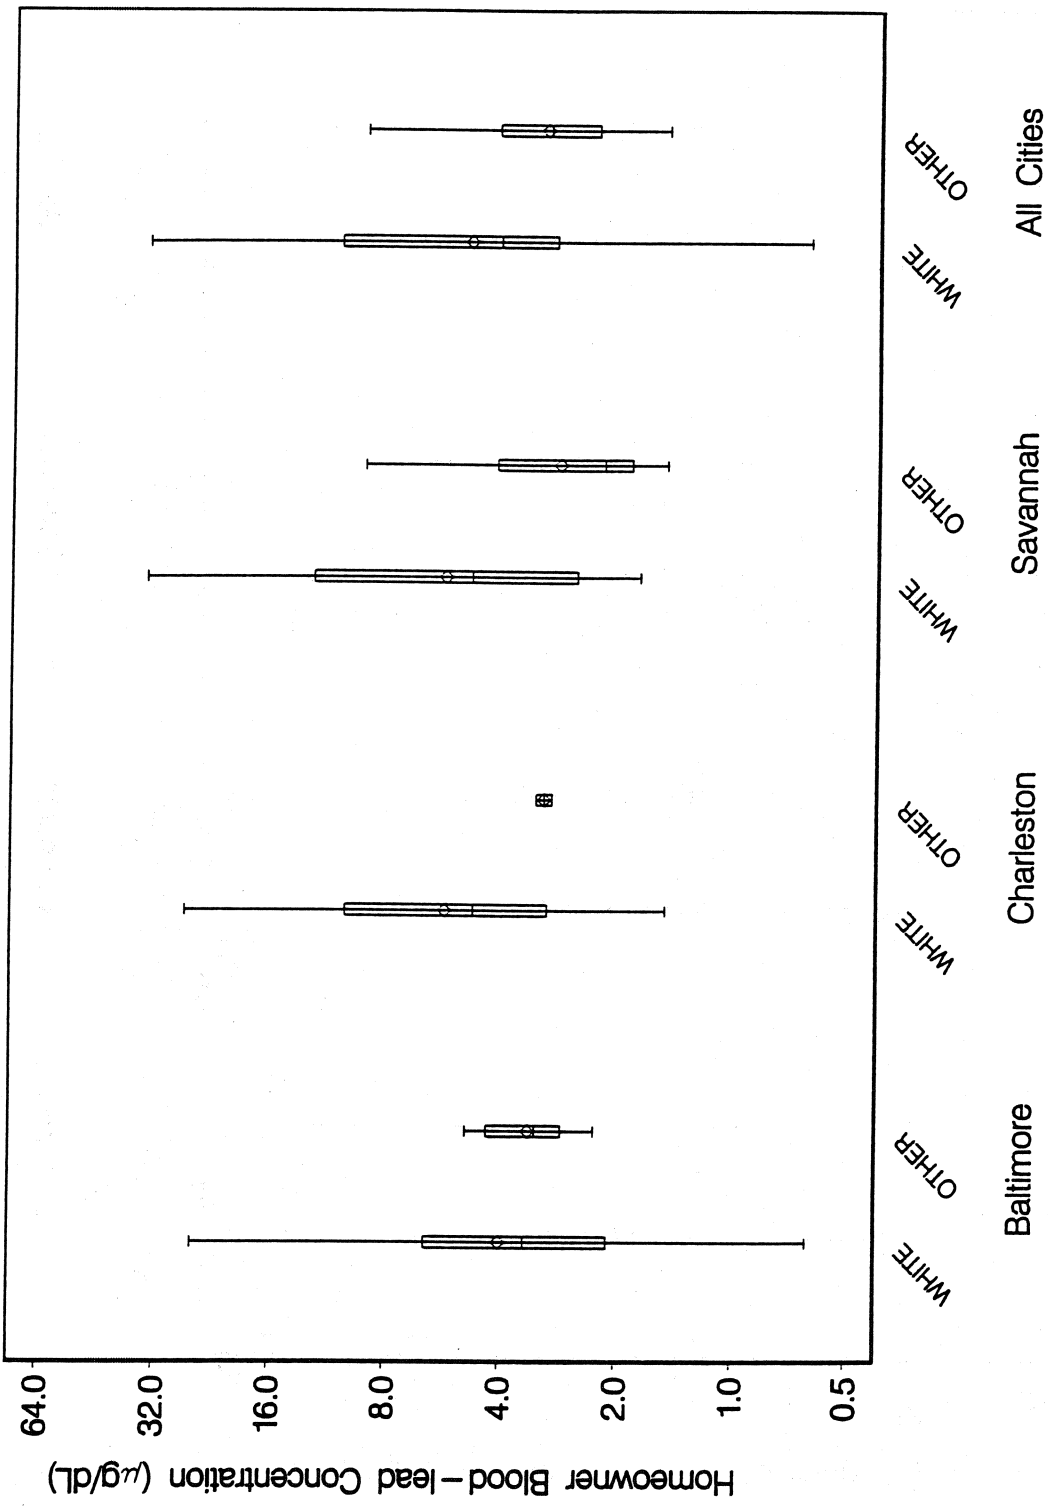 Homeowner Blood-lead Concentration (μg/dL)
64.0
32.0
16.0
8.0
4.0
2.0
1.0
0.5
WHITE
OTHER
WHITE
OTHER
WHITE
OTHER
WHITE
OTHER
Baltimore
Charleston
Savannah
All Cities